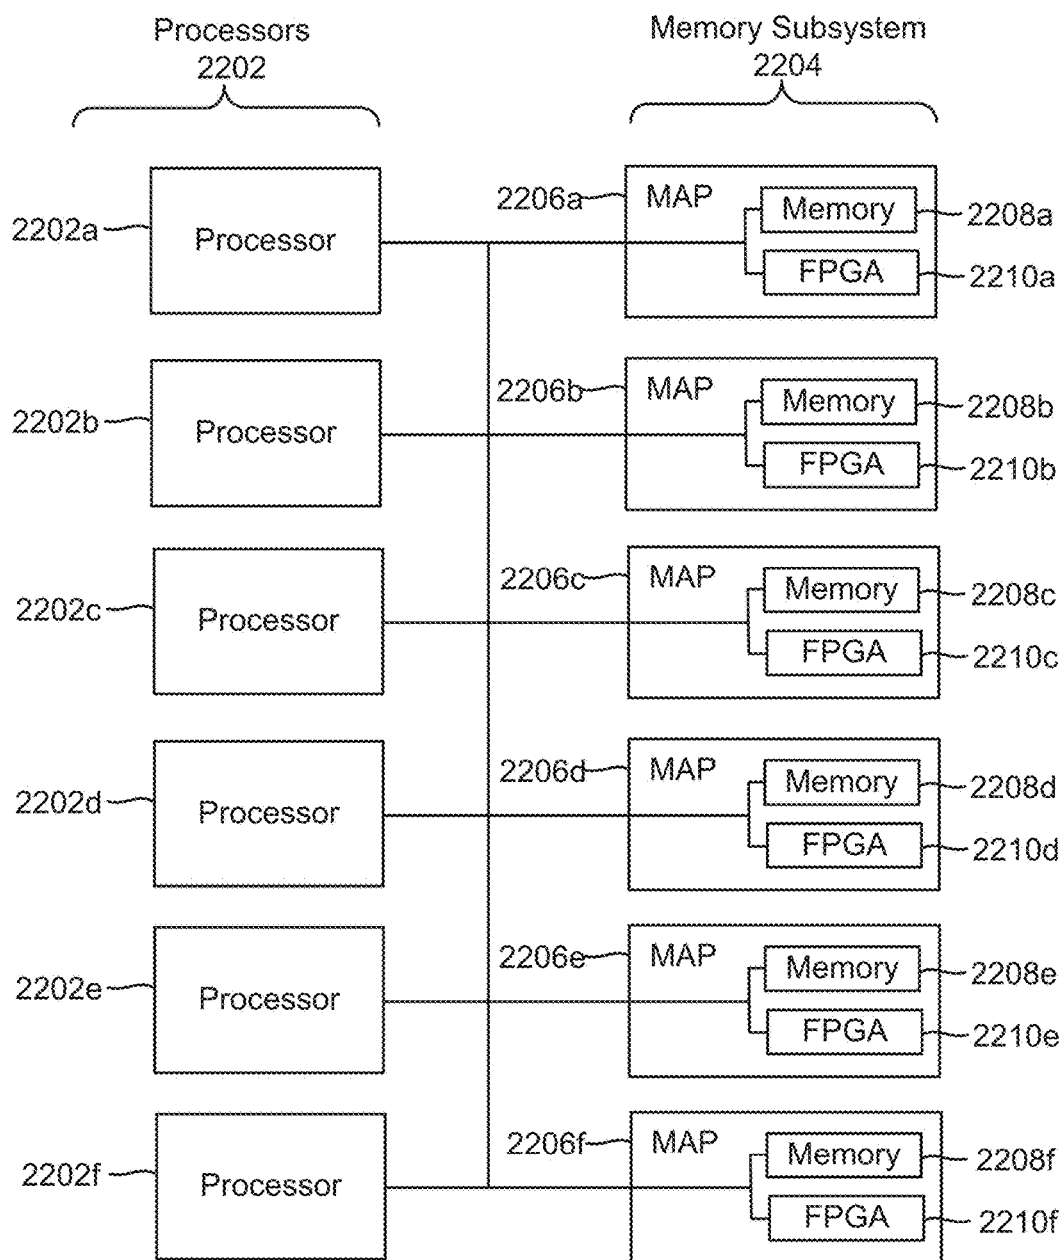 Processors
2202
Memory Subsystem
2204
2202a
Processor
2206a
MAP
Memory
2208a
FPGA
2210a
2202b
Processor
2206b
MAP
Memory
2208b
FPGA
2210b
2202c
Processor
2206c
MAP
Memory
2208c
FPGA
2210c
2202d
Processor
2206d
MAP
Memory
2208d
FPGA
2210d
2202e
Processor
2206e
MAP
Memory
2208e
FPGA
2210e
2202f
Processor
2206f
MAP
Memory
2208f
FPGA
2210f